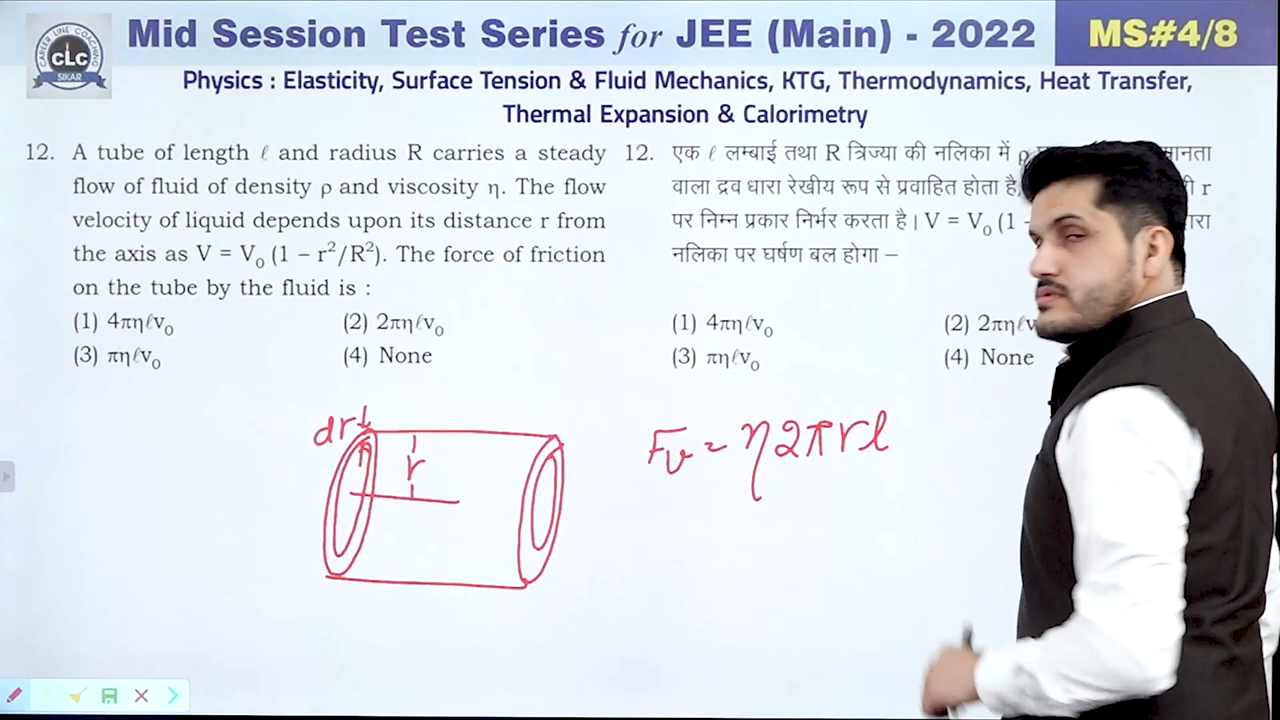 Mid Session Test Series for JEE (Main) - 2022
MS#4/8
CAREER LINE COACHING
CLC
SIKAR
Physics : Elasticity, Surface Tension & Fluid Mechanics, KTG, Thermodynamics, Heat Transfer,
Thermal Expansion & Calorimetry
12. A tube of length ℓ and radius R carries a steady
flow of fluid of density ρ and viscosity η. The flow
velocity of liquid depends upon its distance r from
the axis as V = V₀ (1 – r²/R²). The force of friction
on the tube by the fluid is :
(1) 4πηℓv₀ (2) 2πηℓv₀
(3) πηℓv₀ (4) None
12. एक ℓ लम्बाई तथा R त्रिज्या की नलिका में ρ
वाला द्रव धारा रेखीय रूप से प्रवाहित होता है, r
पर निम्न प्रकार निर्भर करता है। V = V₀ (1 -
नलिका पर घर्षण बल होगा –
(1) 4πηℓv₀ (2) 2πηℓv
(3) πηℓv₀ (4) None
dr
r
Fv = η2πrl